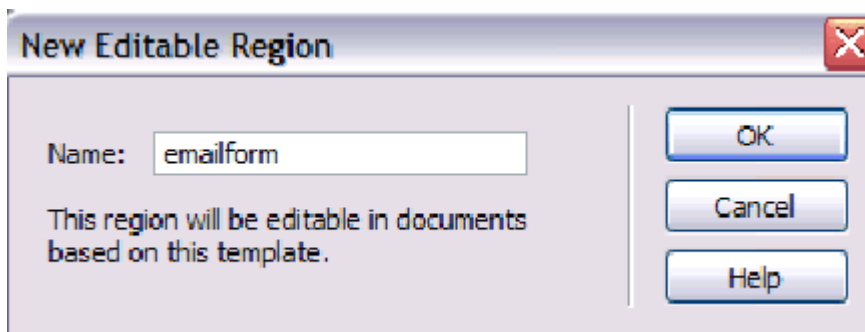 New Editable Region
Name: emailform
This region will be editable in documents
based on this template.
OK
Cancel
Help